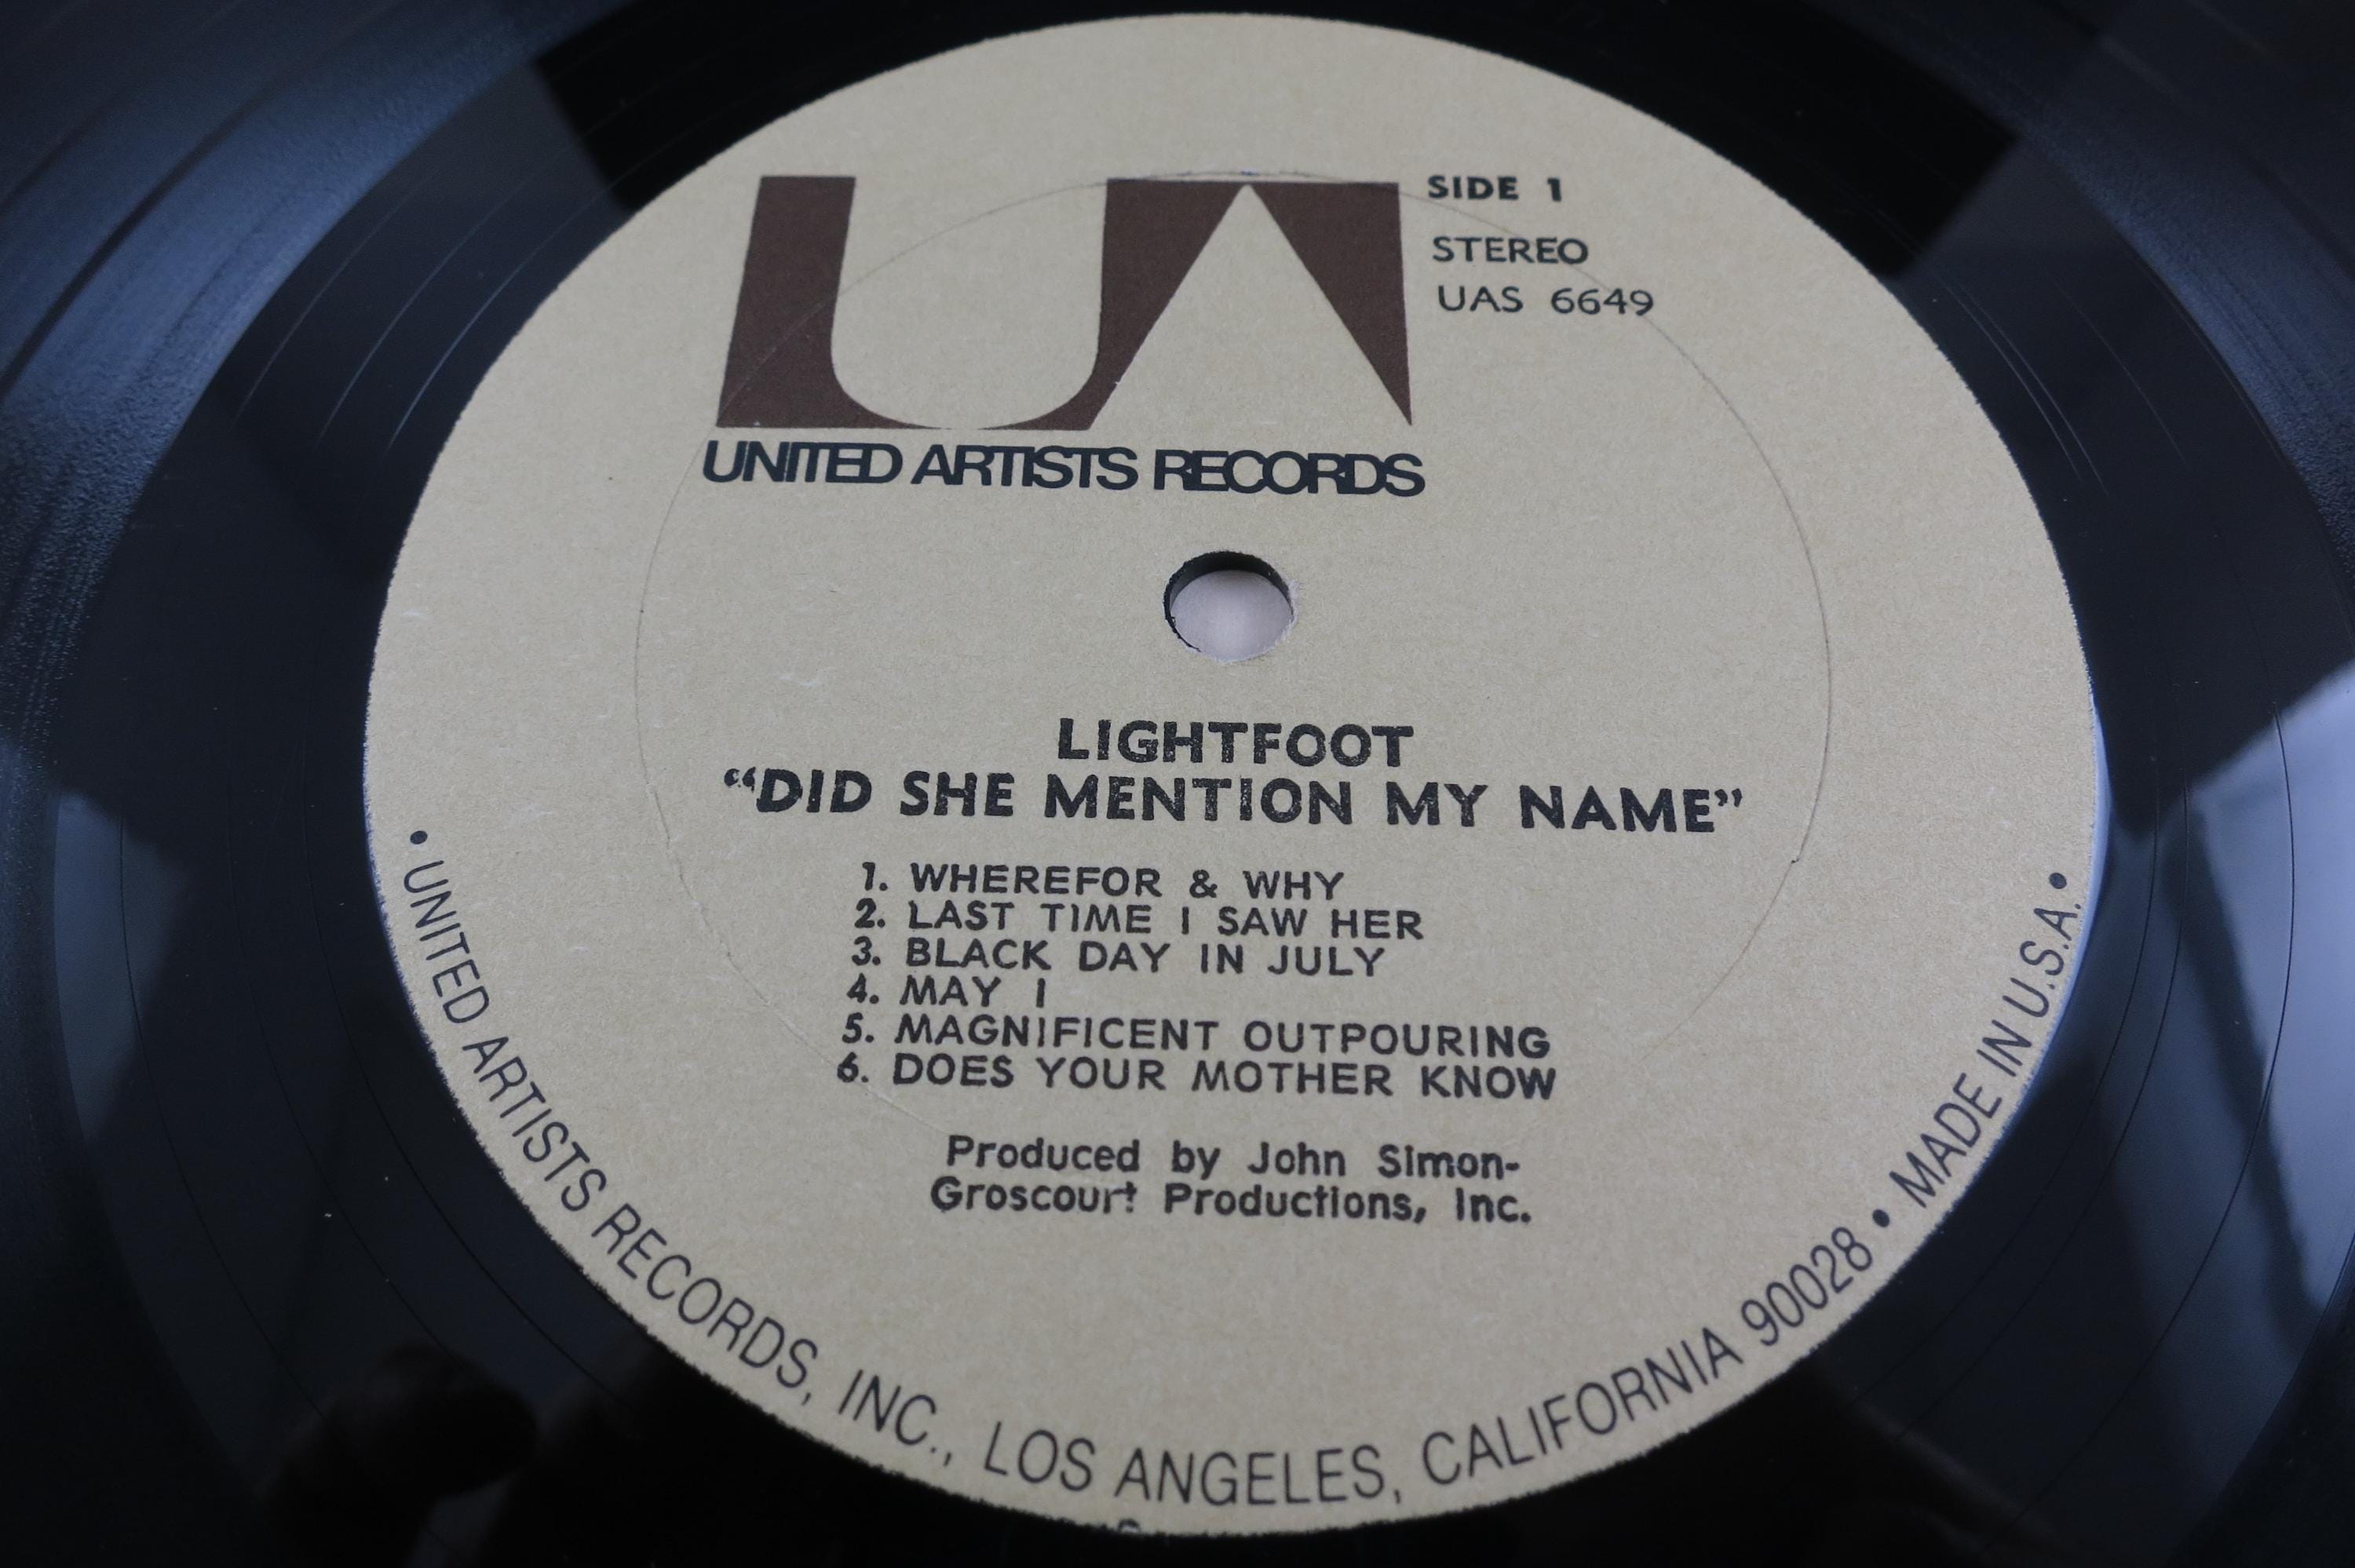 UA
SIDE 1
STEREO
UAS 6649
UNITED ARTISTS RECORDS
LIGHTFOOT
“DID SHE MENTION MY NAME”
1. WHEREFOR & WHY
2. LAST TIME I SAW HER
3. BLACK DAY IN JULY
4. MAY I
5. MAGNIFICENT OUTPOURING
6. DOES YOUR MOTHER KNOW
Produced by John Simon-
Groscourt Productions, Inc.
• UNITED ARTISTS RECORDS, INC., LOS ANGELES, CALIFORNIA 90028 • MADE IN U.S.A. •